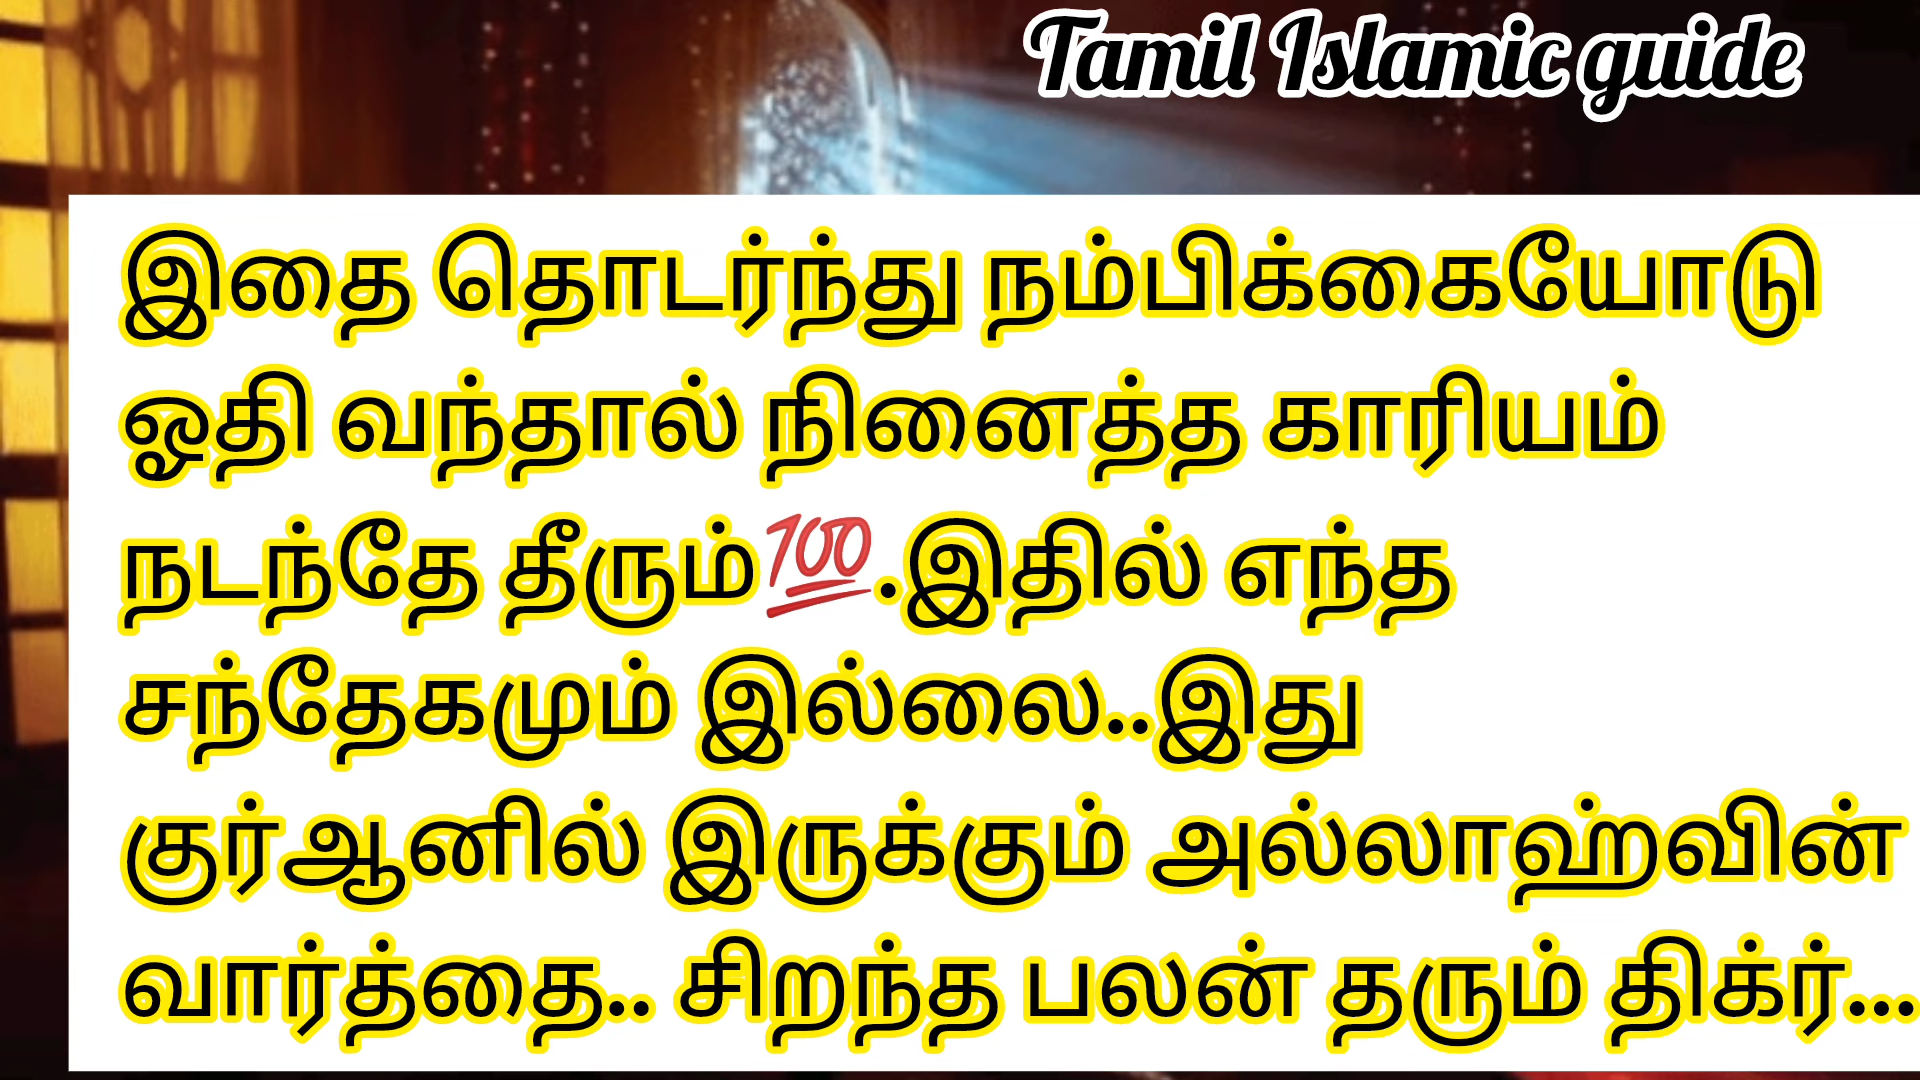 Tamil Islamic guide
இதை தொடர்ந்து நம்பிக்கையோடு
ஓதி வந்தால் நினைத்த காரியம்
நடந்தே தீரும்💯.இதில் எந்த
சந்தேகமும் இல்லை..இது
குர்ஆனில் இருக்கும் அல்லாஹ்வின்
வார்த்தை.. சிறந்த பலன் தரும் திக்ர்...